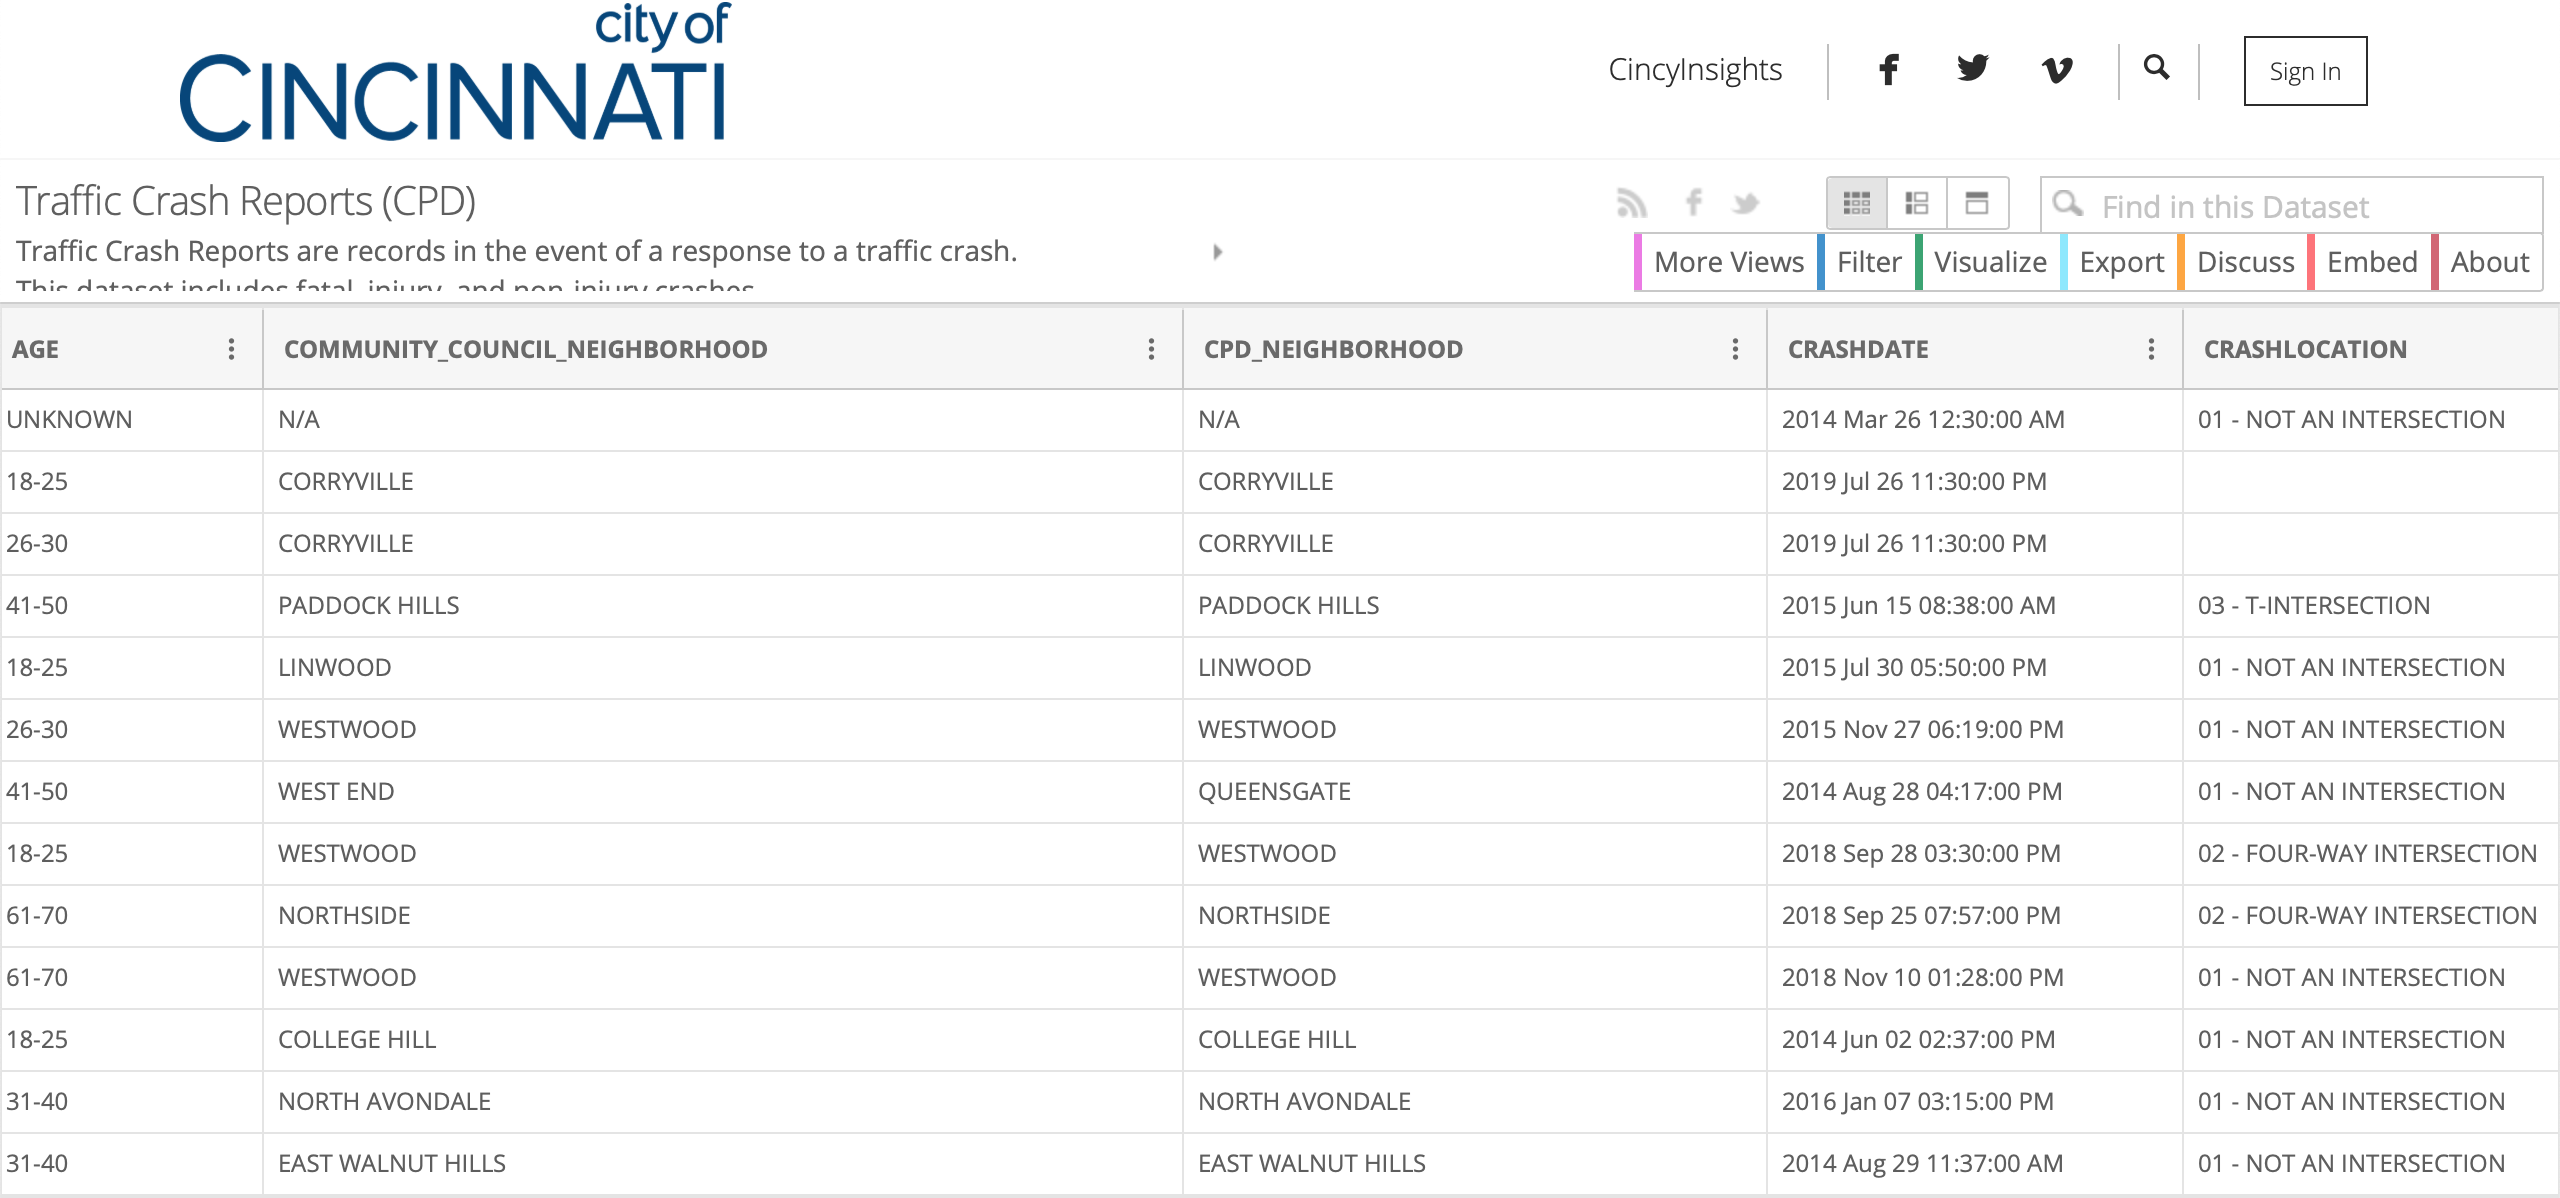 city of
CINCINNATI
CincyInsights
Sign In
Traffic Crash Reports (CPD)
Find in this Dataset
Traffic Crash Reports are records in the event of a response to a traffic crash.
More Views Filter Visualize Export Discuss Embed About
This dataset includes fatal, injury, and non-injury crashes.
AGE COMMUNITY_COUNCIL_NEIGHBORHOOD CPD_NEIGHBORHOOD CRASHDATE CRASHLOCATION
UNKNOWN N/A N/A 2014 Mar 26 12:30:00 AM 01 - NOT AN INTERSECTION
18-25 CORRYVILLE CORRYVILLE 2019 Jul 26 11:30:00 PM
26-30 CORRYVILLE CORRYVILLE 2019 Jul 26 11:30:00 PM
41-50 PADDOCK HILLS PADDOCK HILLS 2015 Jun 15 08:38:00 AM 03 - T-INTERSECTION
18-25 LINWOOD LINWOOD 2015 Jul 30 05:50:00 PM 01 - NOT AN INTERSECTION
26-30 WESTWOOD WESTWOOD 2015 Nov 27 06:19:00 PM 01 - NOT AN INTERSECTION
41-50 WEST END QUEENSGATE 2014 Aug 28 04:17:00 PM 01 - NOT AN INTERSECTION
18-25 WESTWOOD WESTWOOD 2018 Sep 28 03:30:00 PM 02 - FOUR-WAY INTERSECTION
61-70 NORTHSIDE NORTHSIDE 2018 Sep 25 07:57:00 PM 02 - FOUR-WAY INTERSECTION
61-70 WESTWOOD WESTWOOD 2018 Nov 10 01:28:00 PM 01 - NOT AN INTERSECTION
18-25 COLLEGE HILL COLLEGE HILL 2014 Jun 02 02:37:00 PM 01 - NOT AN INTERSECTION
31-40 NORTH AVONDALE NORTH AVONDALE 2016 Jan 07 03:15:00 PM 01 - NOT AN INTERSECTION
31-40 EAST WALNUT HILLS EAST WALNUT HILLS 2014 Aug 29 11:37:00 AM 01 - NOT AN INTERSECTION